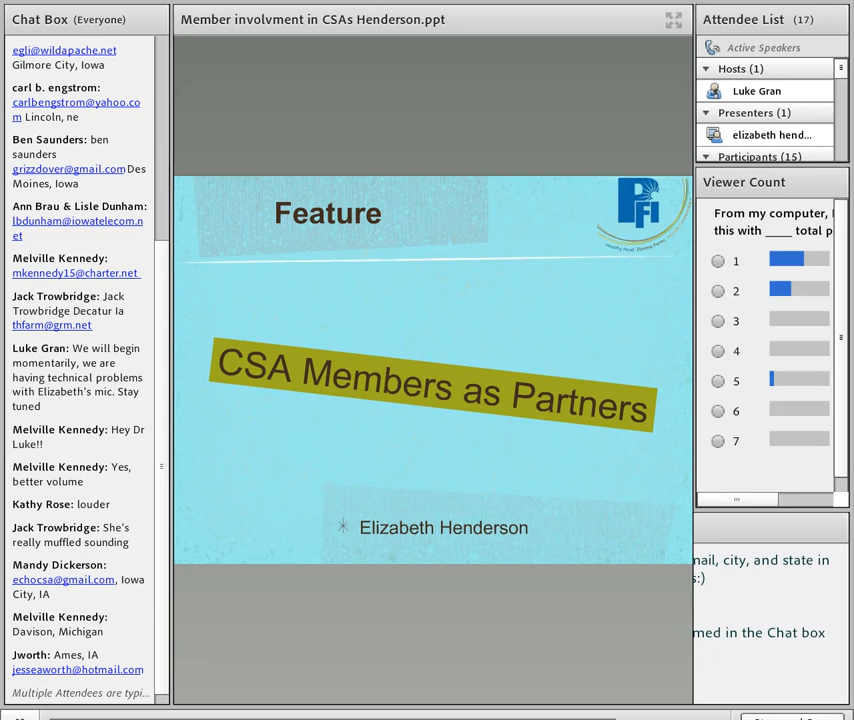 Chat Box (Everyone)
egli@wildapache.net
Gilmore City, Iowa
carl b. engstrom:
carlbengstrom@yahoo.co
m Lincoln, ne
Ben Saunders: ben
saunders
grizzdover@gmail.com Des
Moines, Iowa
Ann Brau & Lisle Dunham:
lbdunham@iowatelecom.n
et
Melville Kennedy:
mkennedy15@charter.net
Jack Trowbridge: Jack
Trowbridge Decatur Ia
thfarm@grm.net
Luke Gran: We will begin
momentarily, we are
having technical problems
with Elizabeth's mic. Stay
tuned
Melville Kennedy: Hey Dr
Luke!!
Melville Kennedy: Yes,
better volume
Kathy Rose: louder
Jack Trowbridge: She's
really muffled sounding
Mandy Dickerson:
echocsa@gmail.com, Iowa
City, IA
Melville Kennedy:
Davison, Michigan
Jworth: Ames, IA
jesseaworth@hotmail.com
Multiple Attendees are typi...
Member involvment in CSAs Henderson.ppt
Feature
PFI
CSA Members as Partners
Elizabeth Henderson
Attendee List (17)
Active Speakers
Hosts (1)
Luke Gran
Presenters (1)
elizabeth hend...
Participants (15)
Viewer Count
From my computer,
this with ____ total p
1
2
3
4
5
6
7
mail, city, and state in
s:)
med in the Chat box